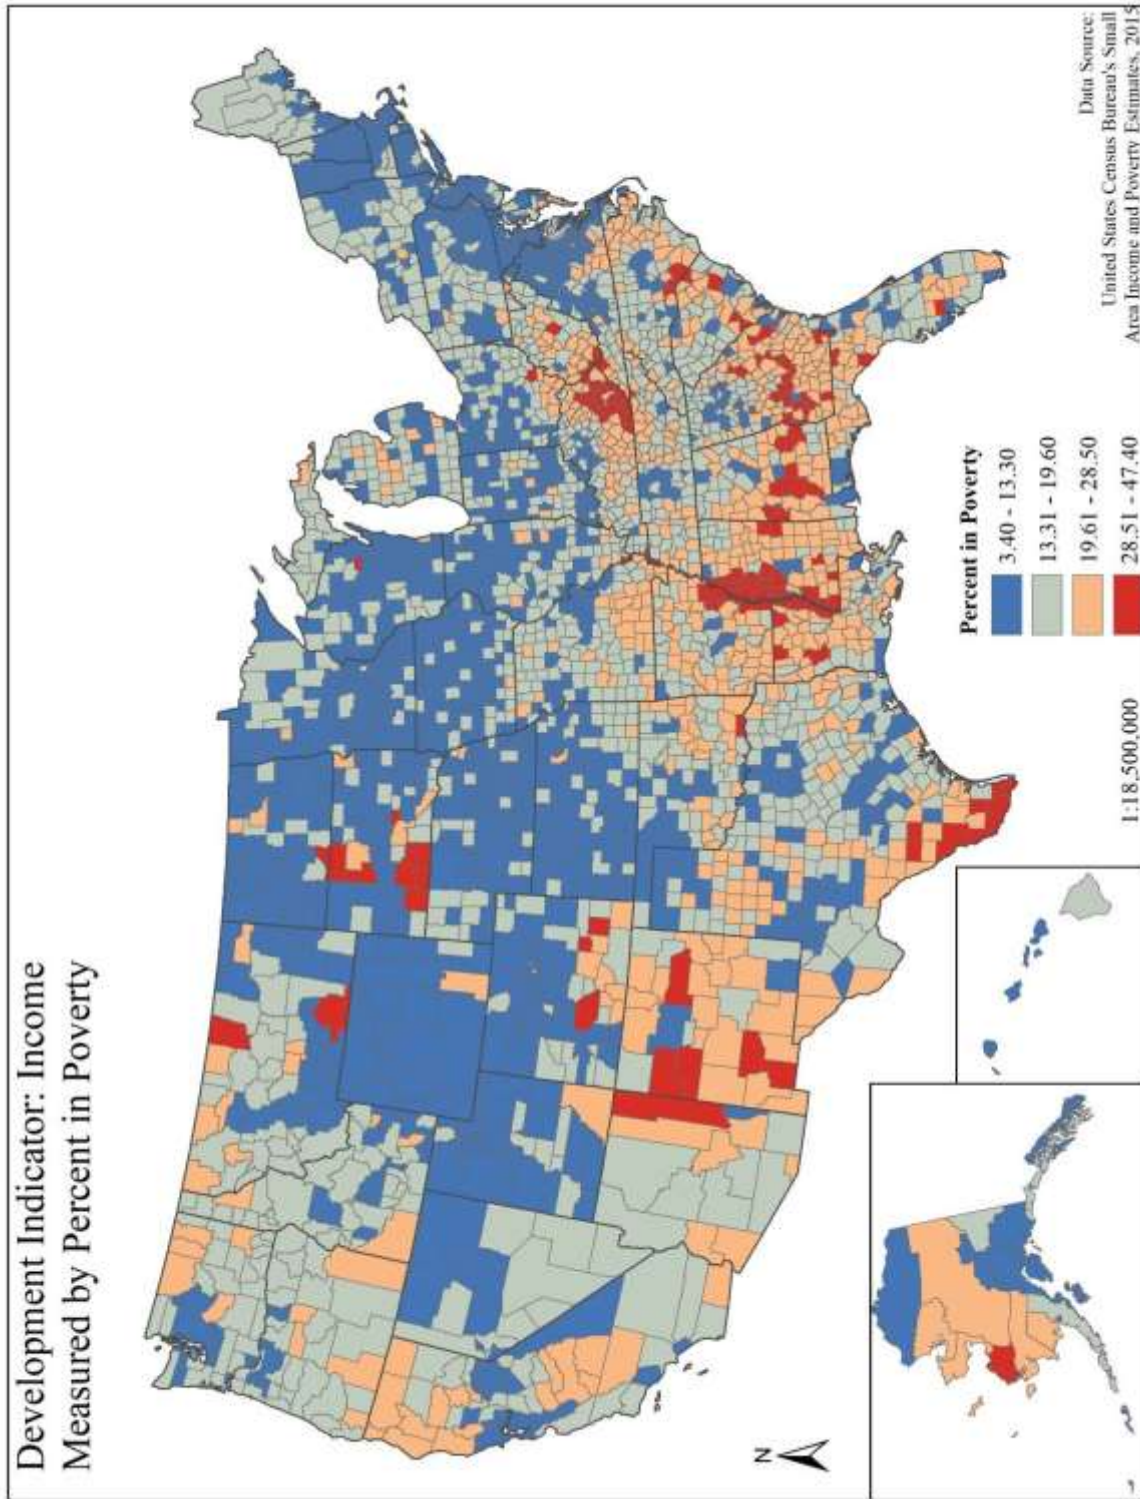 Development Indicator: Income
Measured by Percent in Poverty
N
1:18,500,000
Percent in Poverty
3.40 - 13.30
13.31 - 19.60
19.61 - 28.50
28.51 - 47.40
Data Source:
United States Census Bureau's Small
Area Income and Poverty Estimates, 2015